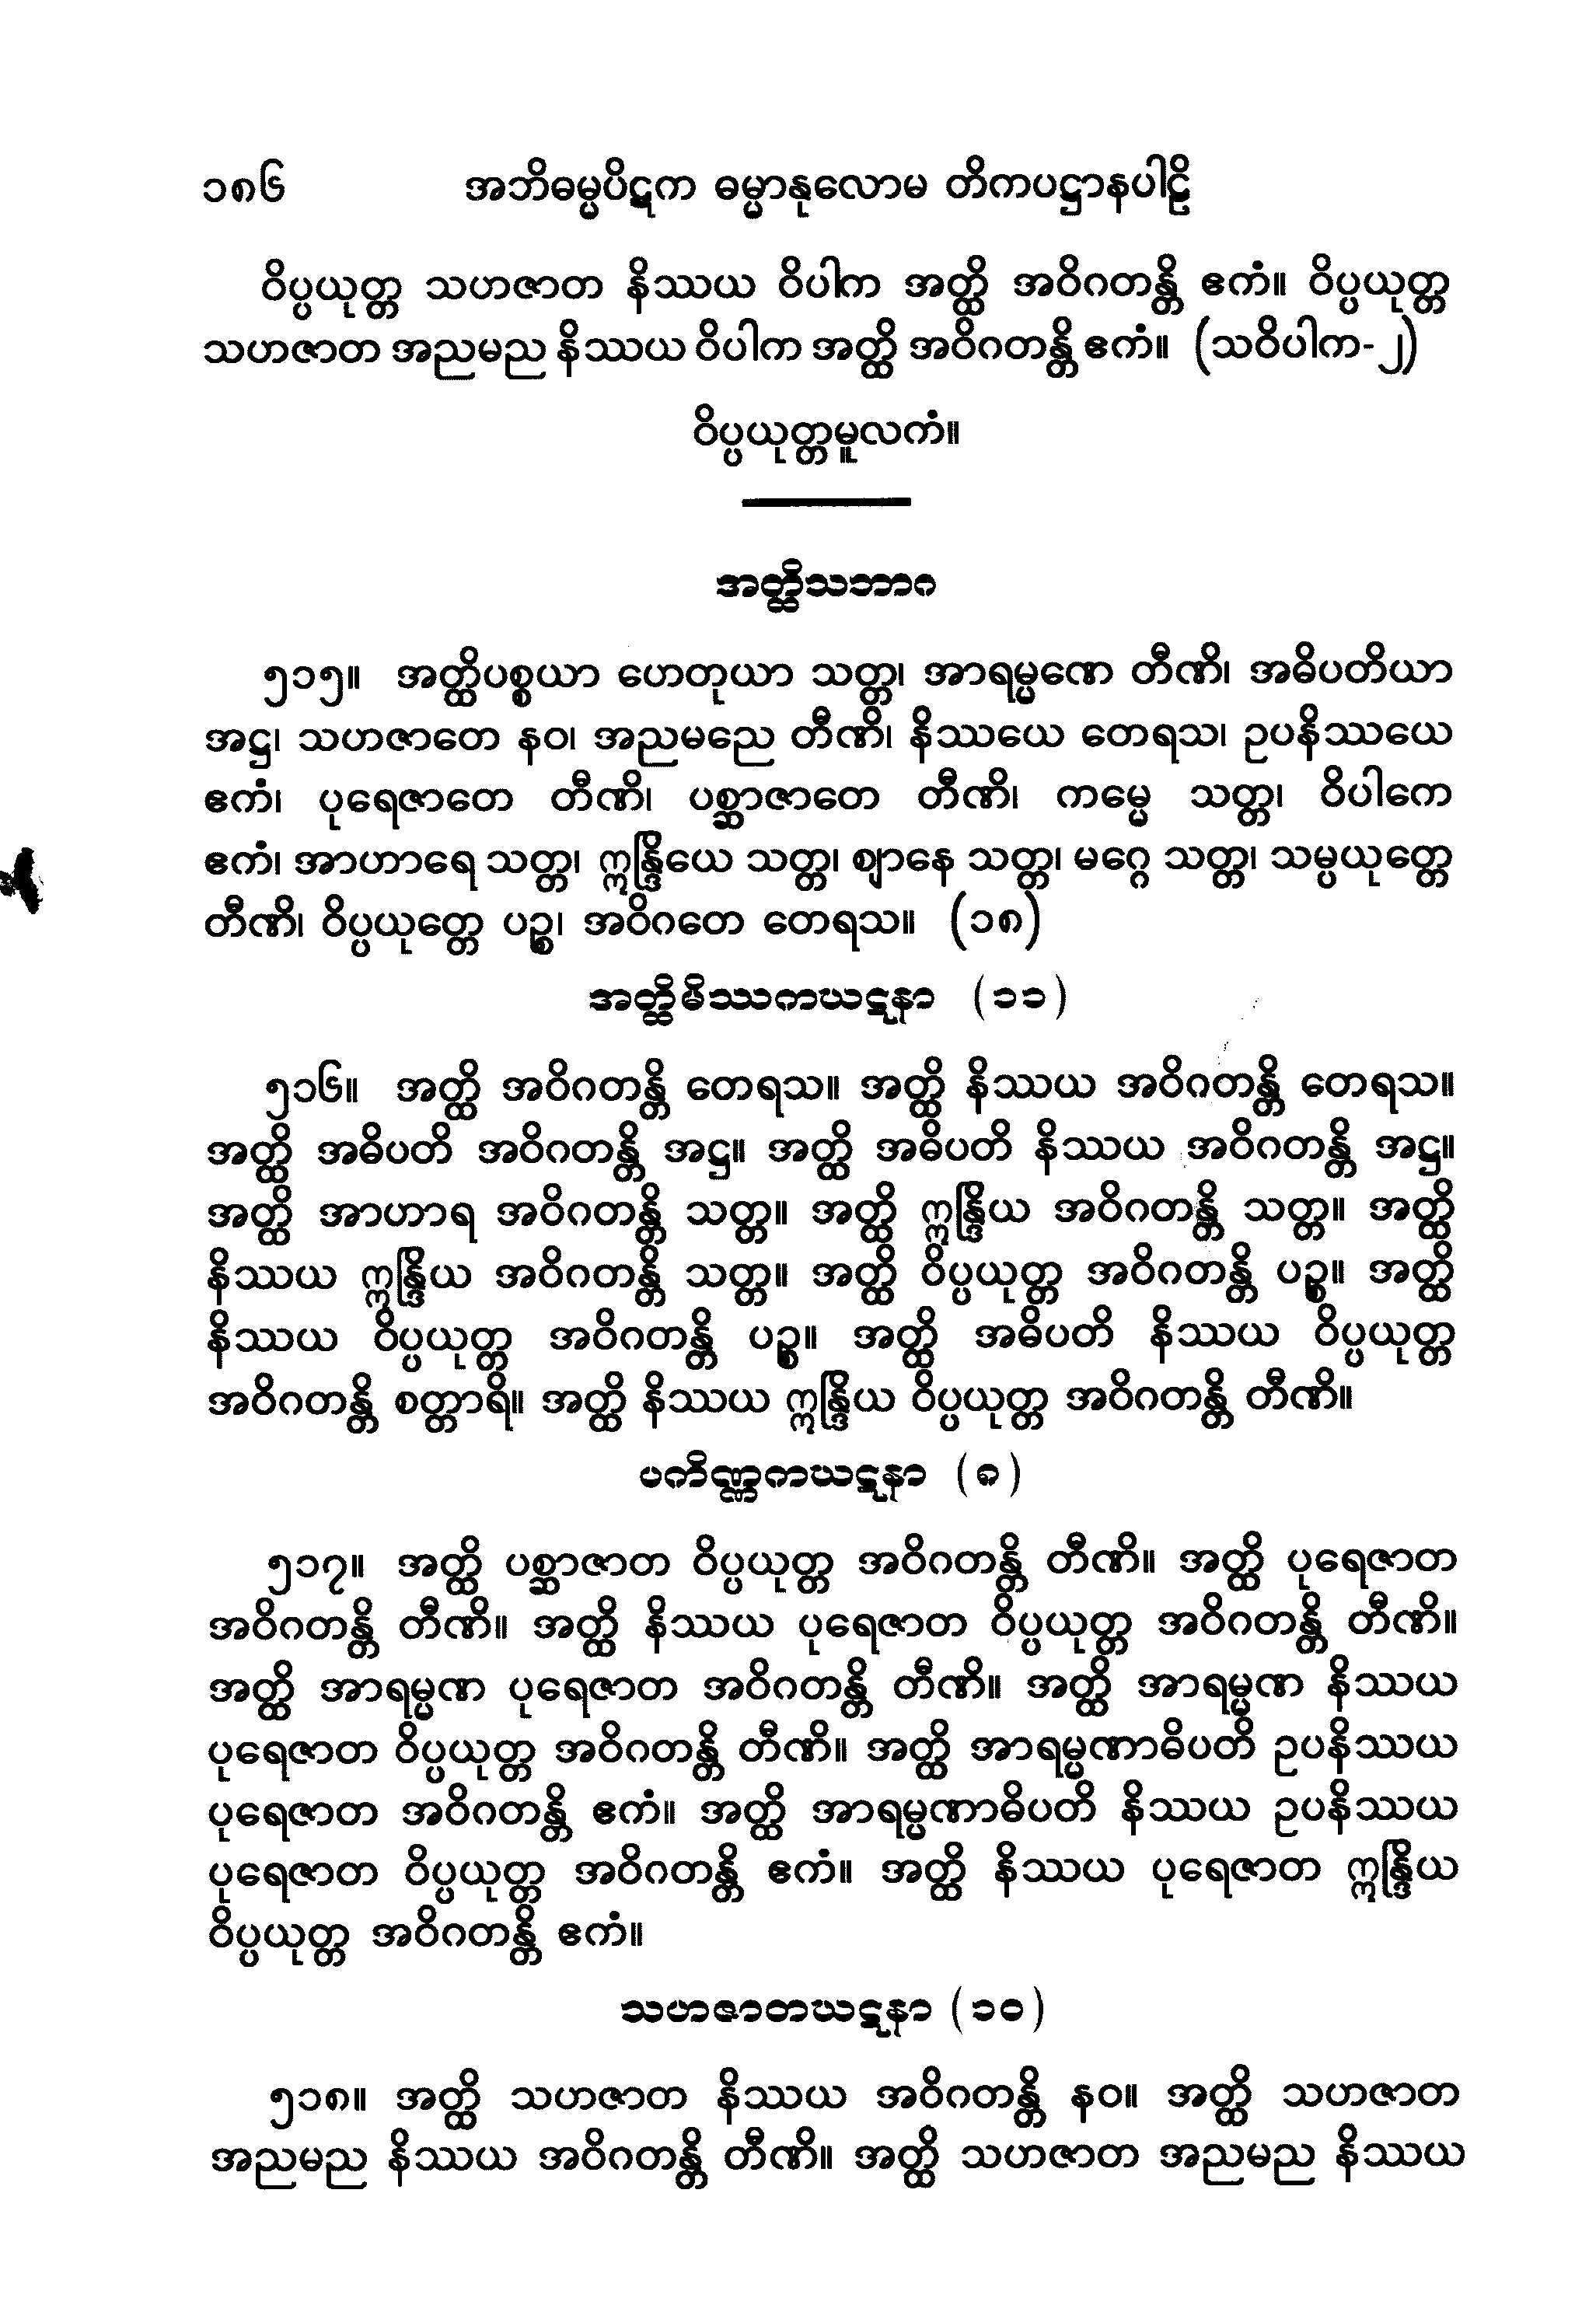 ၁၈၆ အဘိဓမ္မပိဋက ဓမ္မာနုလောမ တိကပဋ္ဌာနပါဠိ
ဝိပ္ပယုတ္တ သဟဇာတ နိဿယ ဝိပါက အတ္ထိ အဝိဂတန္တိ ဧကံ။ ဝိပ္ပယုတ္တ
သဟဇာတ အညမည နိဿယ ဝိပါက အတ္ထိ အဝိဂတန္တိ ဧကံ။ (သဝိပါက-၂)
ဝိပ္ပယုတ္တမူလကံ။
အတ္ထိသဘာဂ
၅၁၅။ အတ္ထိပစ္စယာ ဟေတုယာ သတ္တ၊ အာရမ္မဏေ တီဏိ၊ အဓိပတိယာ
အဋ္ဌ၊ သဟဇာတေ နဝ၊ အညမညေ တီဏိ၊ နိဿယေ တေရသ၊ ဥပနိဿယေ
ဧကံ၊ ပုရေဇာတေ တီဏိ၊ ပစ္ဆာဇာတေ တီဏိ၊ ကမ္မေ သတ္တ၊ ဝိပါကေ
ဧကံ၊ အာဟာရေ သတ္တ၊ ဣန္ဒြိယေ သတ္တ၊ ဈာနေ သတ္တ၊ မဂ္ဂေ သတ္တ၊ သမ္ပယုတ္တေ
တီဏိ၊ ဝိပ္ပယုတ္တေ ပဉ္စ၊ အဝိဂတေ တေရသ။ (၁၈)
အတ္ထိမိဿကဃဋနာ (၁၁)
၅၁၆။ အတ္ထိ အဝိဂတန္တိ တေရသ။ အတ္ထိ နိဿယ အဝိဂတန္တိ တေရသ။
အတ္ထိ အဓိပတိ အဝိဂတန္တိ အဋ္ဌ။ အတ္ထိ အဓိပတိ နိဿယ အဝိဂတန္တိ အဋ္ဌ။
အတ္ထိ အာဟာရ အဝိဂတန္တိ သတ္တ။ အတ္ထိ ဣန္ဒြိယ အဝိဂတန္တိ သတ္တ။ အတ္ထိ
နိဿယ ဣန္ဒြိယ အဝိဂတန္တိ သတ္တ။ အတ္ထိ ဝိပ္ပယုတ္တ အဝိဂတန္တိ ပဉ္စ။ အတ္ထိ
နိဿယ ဝိပ္ပယုတ္တ အဝိဂတန္တိ ပဉ္စ။ အတ္ထိ အဓိပတိ နိဿယ ဝိပ္ပယုတ္တ
အဝိဂတန္တိ စတ္တာရိ။ အတ္ထိ နိဿယ ဣန္ဒြိယ ဝိပ္ပယုတ္တ အဝိဂတန္တိ တီဏိ။
ပကိဏ္ဏကဃဋနာ (၈)
၅၁၇။ အတ္ထိ ပစ္ဆာဇာတ ဝိပ္ပယုတ္တ အဝိဂတန္တိ တီဏိ။ အတ္ထိ ပုရေဇာတ
အဝိဂတန္တိ တီဏိ။ အတ္ထိ နိဿယ ပုရေဇာတ ဝိပ္ပယုတ္တ အဝိဂတန္တိ တီဏိ။
အတ္ထိ အာရမ္မဏ ပုရေဇာတ အဝိဂတန္တိ တီဏိ။ အတ္ထိ အာရမ္မဏ နိဿယ
ပုရေဇာတ ဝိပ္ပယုတ္တ အဝိဂတန္တိ တီဏိ။ အတ္ထိ အာရမ္မဏာဓိပတိ ဥပနိဿယ
ပုရေဇာတ အဝိဂတန္တိ ဧကံ။ အတ္ထိ အာရမ္မဏာဓိပတိ နိဿယ ဥပနိဿယ
ပုရေဇာတ ဝိပ္ပယုတ္တ အဝိဂတန္တိ ဧကံ။ အတ္ထိ နိဿယ ပုရေဇာတ ဣန္ဒြိယ
ဝိပ္ပယုတ္တ အဝိဂတန္တိ ဧကံ။
သဟဇာတဃဋနာ (၁၀)
၅၁၈။ အတ္ထိ သဟဇာတ နိဿယ အဝိဂတန္တိ နဝ။ အတ္ထိ သဟဇာတ
အညမည နိဿယ အဝိဂတန္တိ တီဏိ။ အတ္ထိ သဟဇာတ အညမည နိဿယ